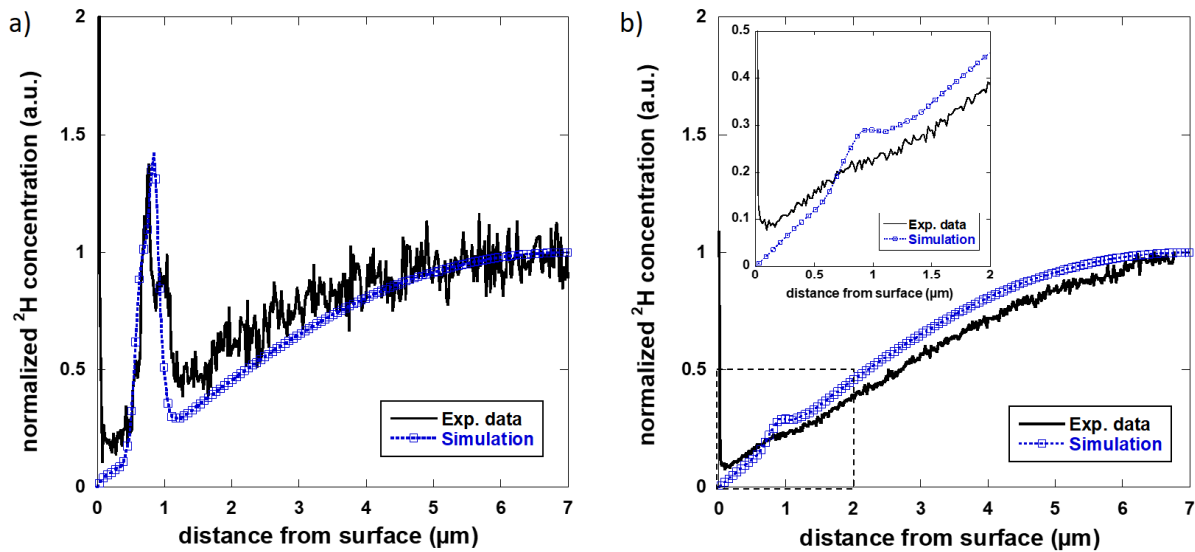 a)
normalized ²H concentration (a.u.)
2
1.5
1
0.5
0
0 1 2 3 4 5 6 7
distance from surface (µm)
Exp. data
Simulation
b)
normalized ²H concentration (a.u.)
2
1.5
1
0.5
0
0 1 2 3 4 5 6 7
distance from surface (µm)
Exp. data
Simulation
0.5
0.4
0.3
0.2
0.1
0
0 0.5 1 1.5 2
distance from surface (µm)
Exp. data
Simulation